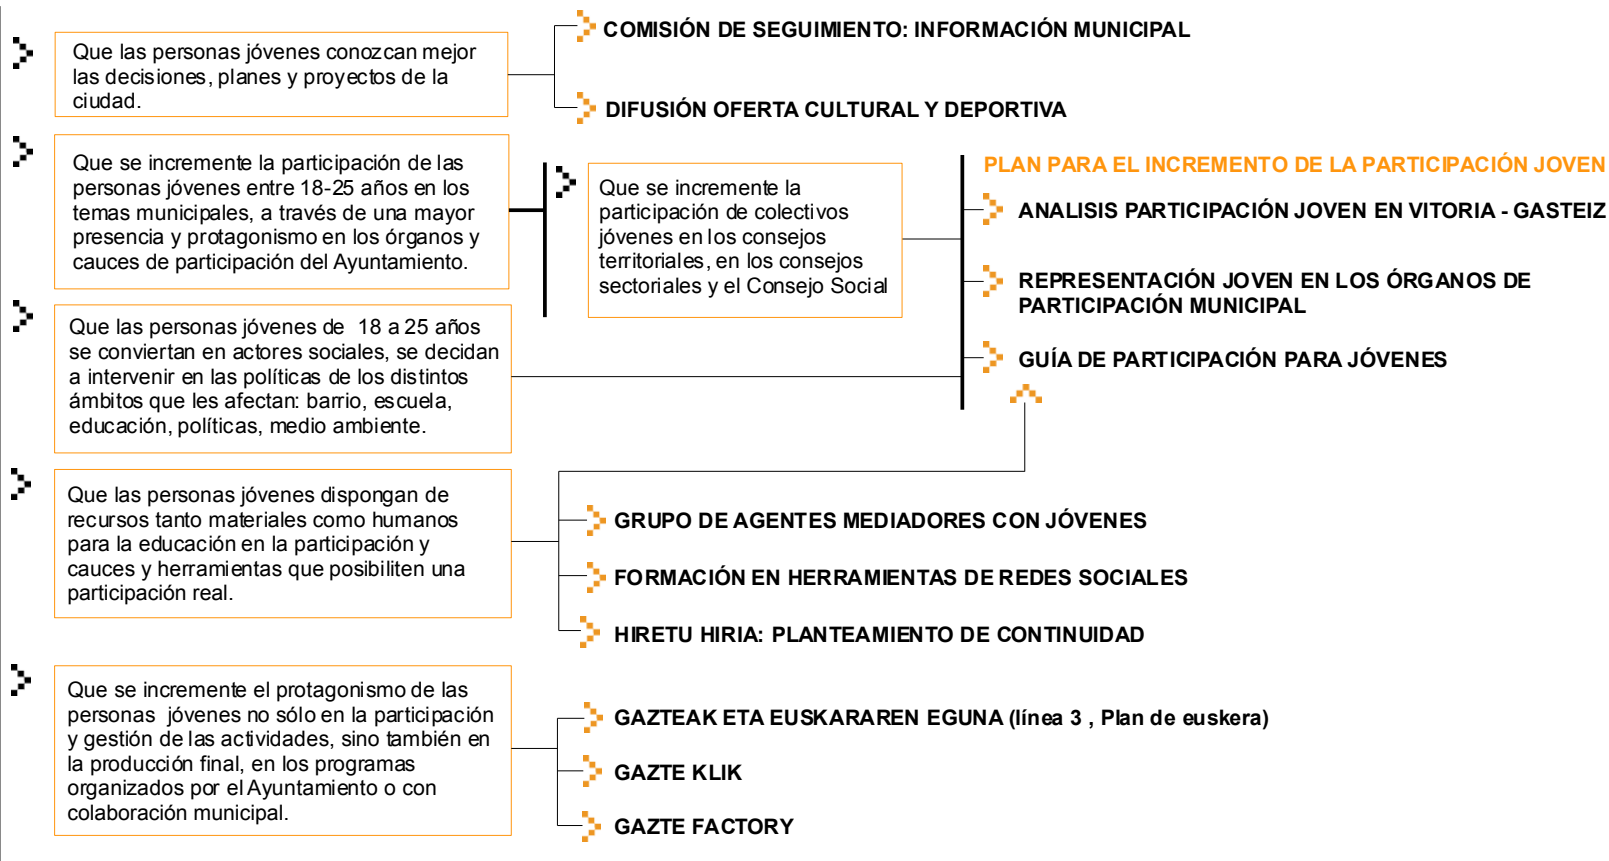 COMISIÓN DE SEGUIMIENTO: INFORMACIÓN MUNICIPAL
Que las personas jóvenes conozcan mejor
las decisiones, planes y proyectos de la
ciudad.
DIFUSIÓN OFERTA CULTURAL Y DEPORTIVA
Que se incremente la participación de las
personas jóvenes entre 18-25 años en los
temas municipales, a través de una mayor
presencia y protagonismo en los órganos y
cauces de participación del Ayuntamiento.
Que se incremente la
participación de colectivos
jóvenes en los consejos
territoriales, en los consejos
sectoriales y el Consejo Social
PLAN PARA EL INCREMENTO DE LA PARTICIPACIÓN JOVEN
ANALISIS PARTICIPACIÓN JOVEN EN VITORIA - GASTEIZ
REPRESENTACIÓN JOVEN EN LOS ÓRGANOS DE
PARTICIPACIÓN MUNICIPAL
GUÍA DE PARTICIPACIÓN PARA JÓVENES
Que las personas jóvenes de 18 a 25 años
se conviertan en actores sociales, se decidan
a intervenir en las políticas de los distintos
ámbitos que les afectan: barrio, escuela,
educación, políticas, medio ambiente.
Que las personas jóvenes dispongan de
recursos tanto materiales como humanos
para la educación en la participación y
cauces y herramientas que posibiliten una
participación real.
GRUPO DE AGENTES MEDIADORES CON JÓVENES
FORMACIÓN EN HERRAMIENTAS DE REDES SOCIALES
HIRETU HIRIA: PLANTEAMIENTO DE CONTINUIDAD
Que se incremente el protagonismo de las
personas jóvenes no sólo en la participación
y gestión de las actividades, sino también en
la producción final, en los programas
organizados por el Ayuntamiento o con
colaboración municipal.
GAZTEAK ETA EUSKARAREN EGUNA (línea 3 , Plan de euskera)
GAZTE KLIK
GAZTE FACTORY